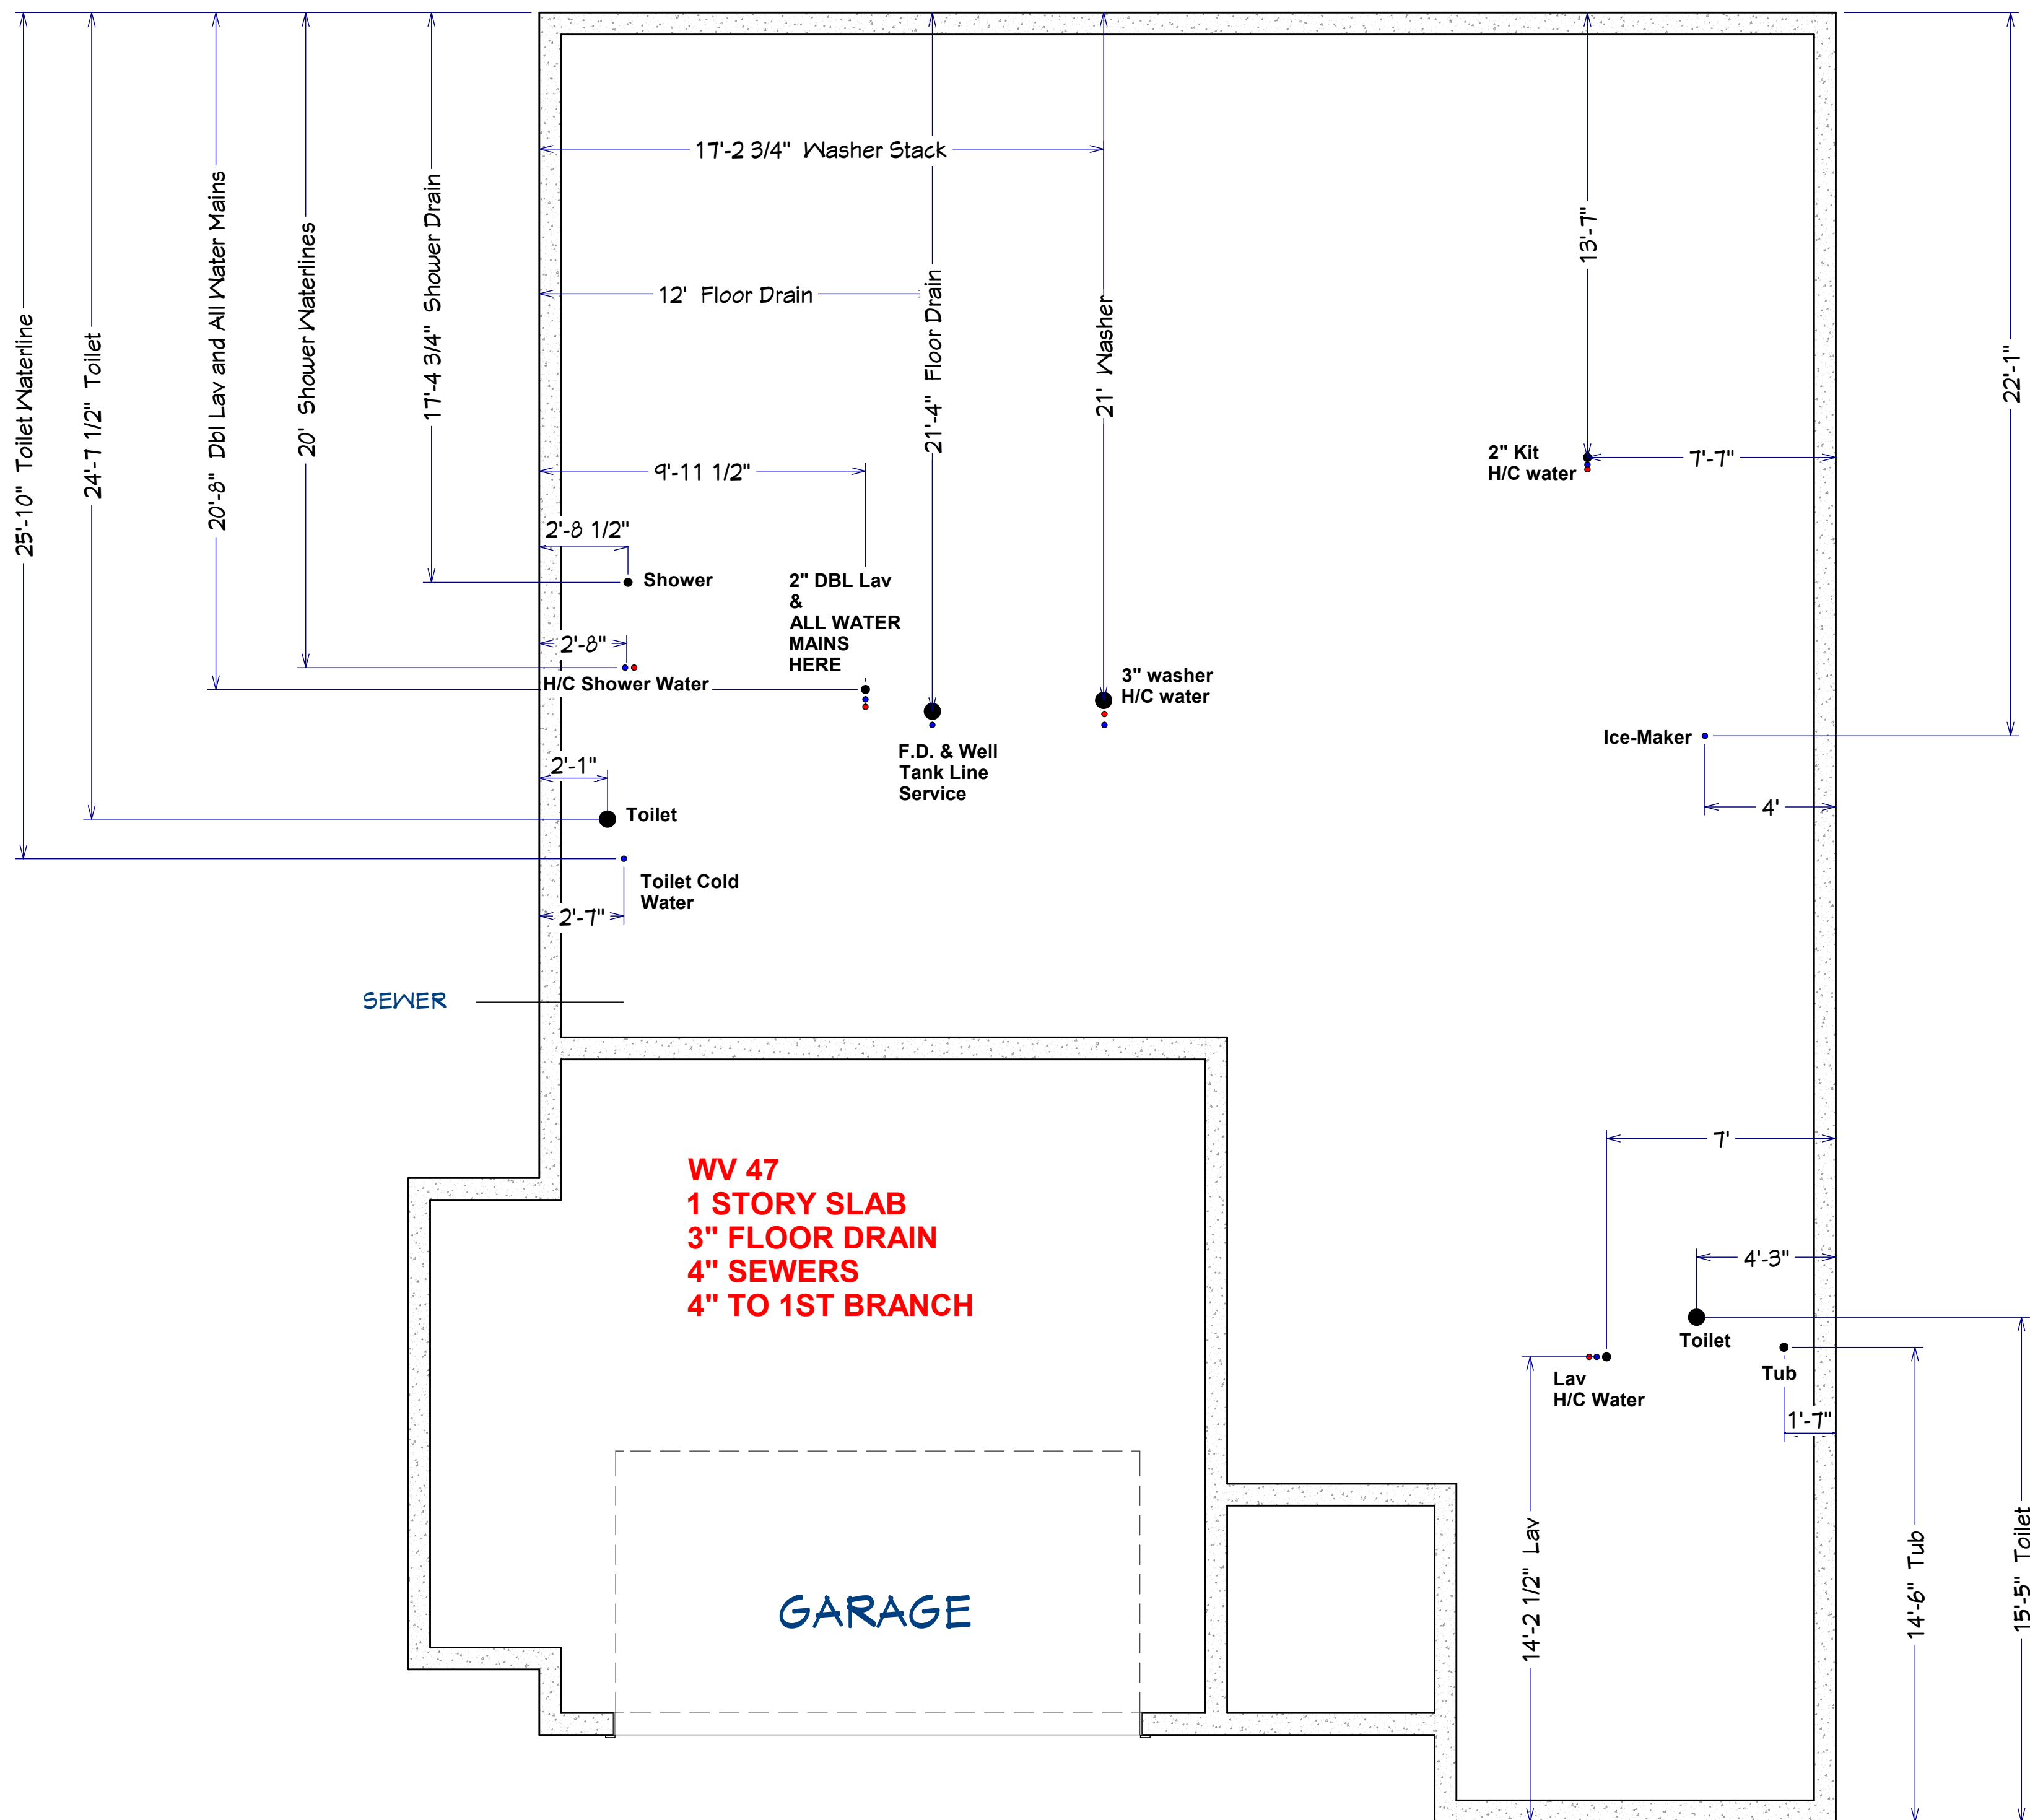 25'-10" Toilet Waterline
24'-7 1/2" Toilet
20'-8" Dbl Lav and All Water Mains
20' Shower Waterlines
17'-4 3/4" Shower Drain
17'-2 3/4" Washer Stack
12' Floor Drain
21'-4" Floor Drain
21' Washer
13'-7"
22'-1"
9'-11 1/2"
2'-8 1/2"
2" Kit
H/C water
7'-7"
Shower
2" DBL Lav
&
ALL WATER
MAINS
HERE
2'-8"
H/C Shower Water
3" washer
H/C water
F.D. & Well
Tank Line
Service
Ice-Maker
4'
2'-1"
Toilet
Toilet Cold
Water
2'-7"
SEWER
7'
WV 47
1 STORY SLAB
3" FLOOR DRAIN
4" SEWERS
4" TO 1ST BRANCH
4'-3"
Toilet
Tub
Lav
H/C Water
1'-7"
14'-2 1/2" Lav
14'-6" Tub
15'-5" Toilet
GARAGE